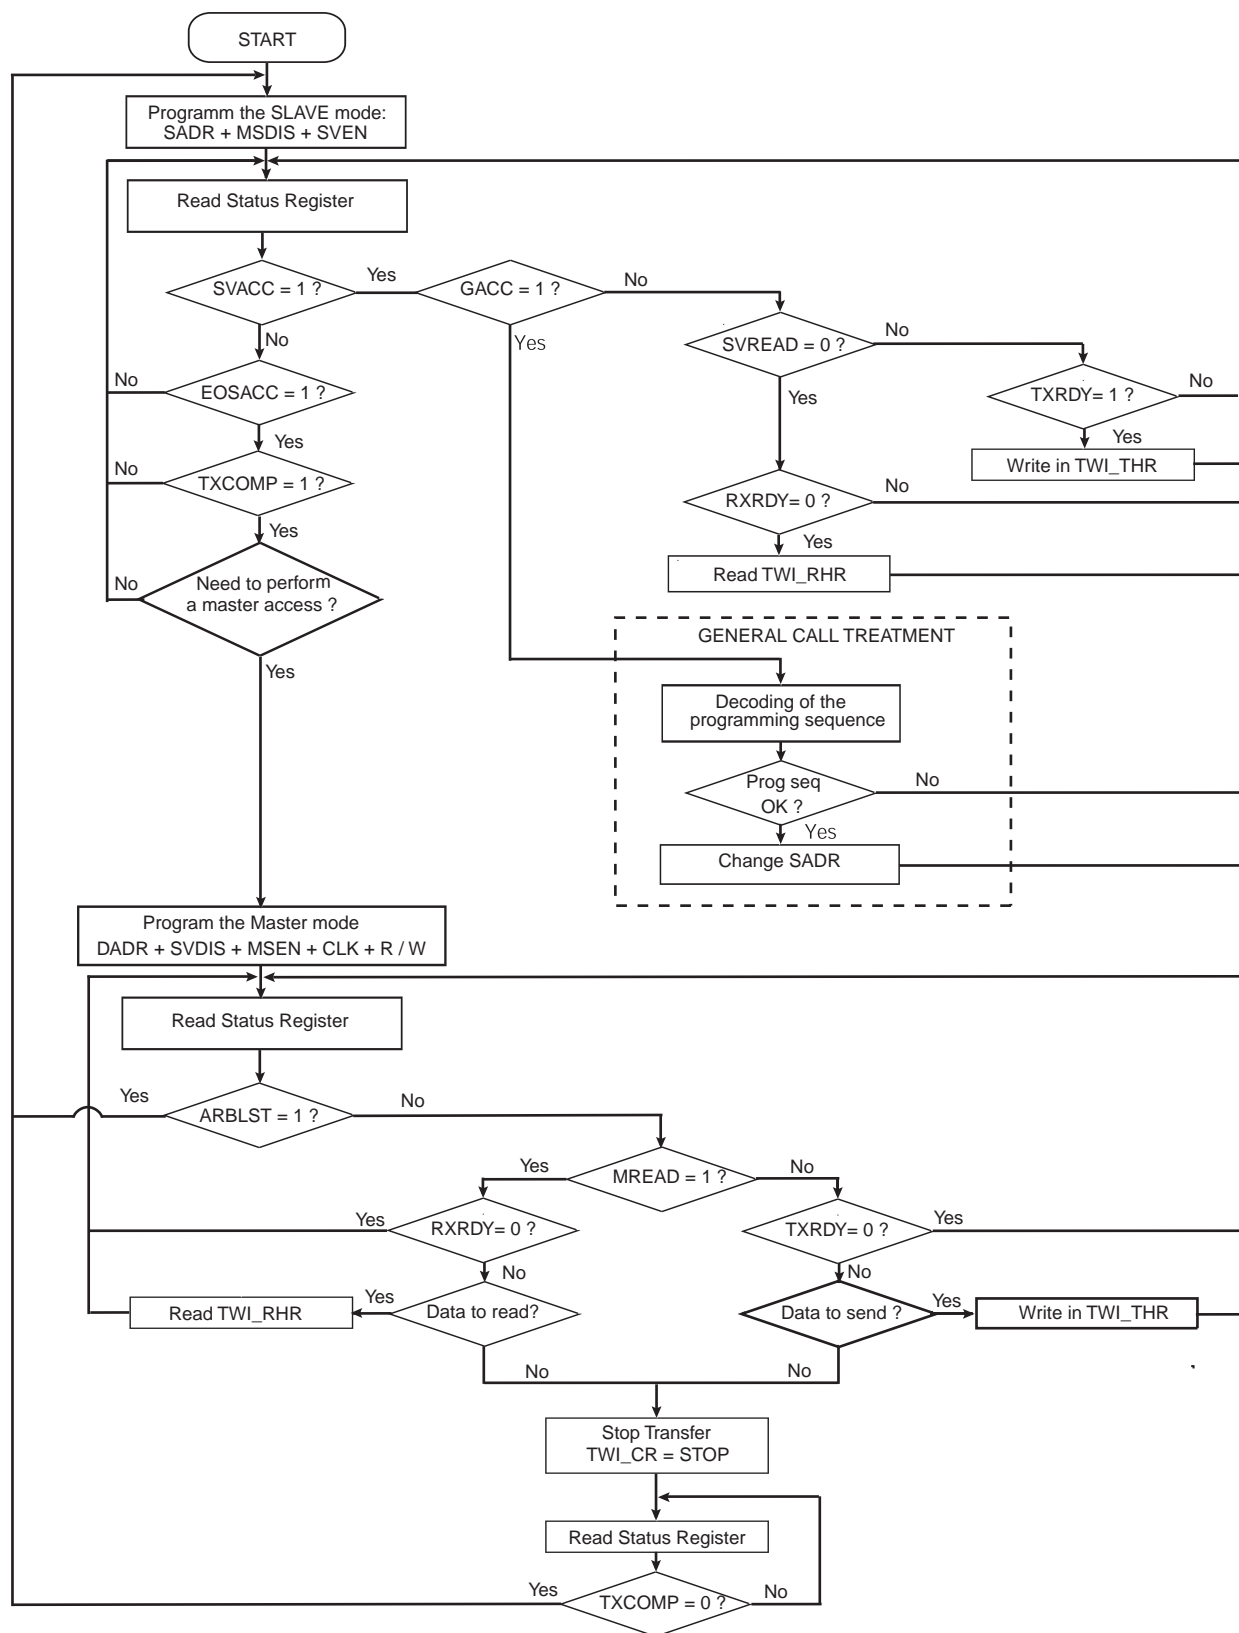 START
Programm the SLAVE mode:
SADR + MSDIS + SVEN
Read Status Register
SVACC = 1 ?
Yes
GACC = 1 ?
No
No
Yes
SVREAD = 0 ?
No
EOSACC = 1 ?
No
Yes
Yes
TXRDY= 1 ?
No
Yes
Write in TWI_THR
TXCOMP = 1 ?
No
Yes
RXRDY= 0 ?
No
Yes
Read TWI_RHR
Need to perform
a master access ?
No
Yes
GENERAL CALL TREATMENT
Decoding of the
programming sequence
Prog seq
OK ?
No
Yes
Change SADR
Program the Master mode
DADR + SVDIS + MSEN + CLK + R / W
Read Status Register
Yes
ARBLST = 1 ?
No
Yes
MREAD = 1 ?
No
Yes
RXRDY= 0 ?
TXRDY= 0 ?
Yes
No
No
Read TWI_RHR
Yes
Data to read?
Data to send ?
Yes
Write in TWI_THR
No
No
Stop Transfer
TWI_CR = STOP
Read Status Register
Yes
TXCOMP = 0 ?
No